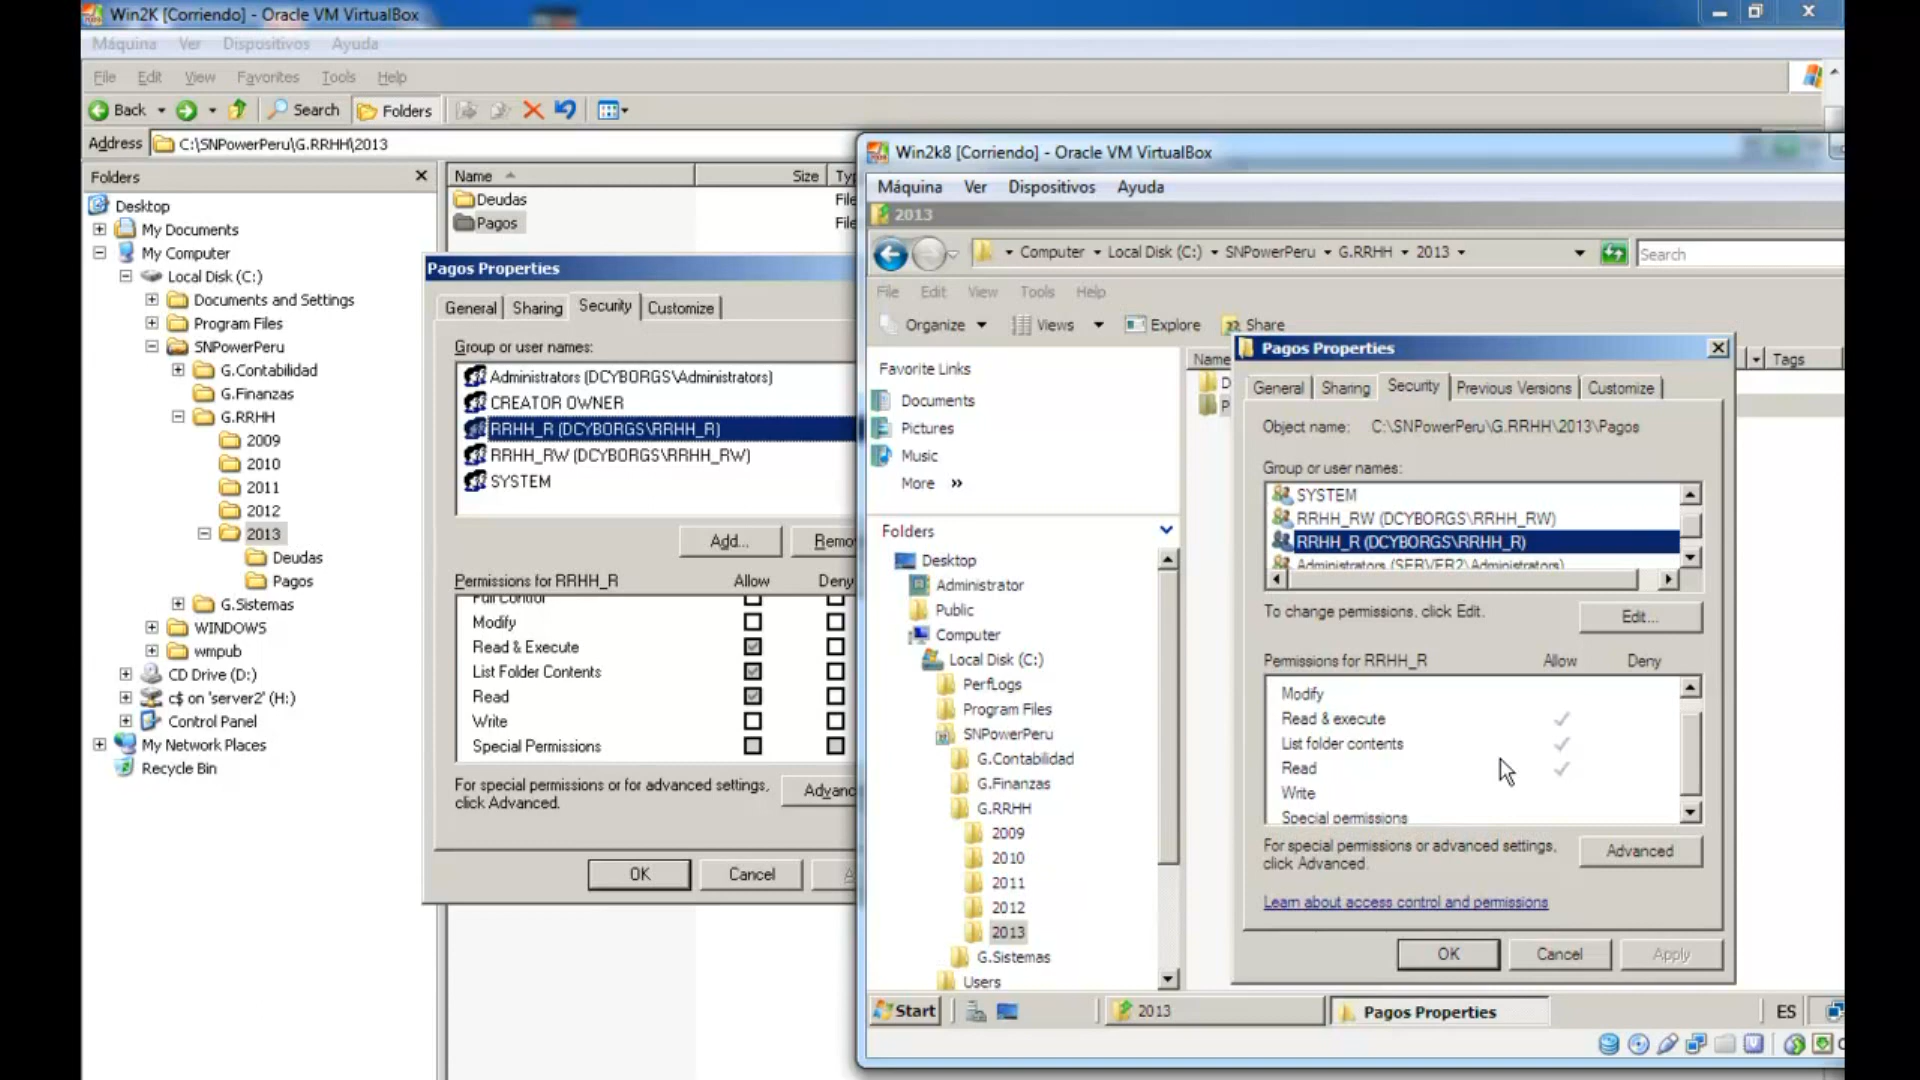 Win2K [Corriendo] - Oracle VM VirtualBox
Máquina Ver Dispositivos Ayuda
File Edit View Favorites Tools Help
Back Search Folders
Address C:\SNPowerPeru\G.RRHH\2013
Folders
Desktop
My Documents
My Computer
Local Disk (C:)
Documents and Settings
Program Files
SNPowerPeru
G.Contabilidad
G.Finanzas
G.RRHH
2009
2010
2011
2012
2013
Deudas
Pagos
G.Sistemas
WINDOWS
wmpub
CD Drive (D:)
c$ on 'server2' (H:)
Control Panel
My Network Places
Recycle Bin
Name Size
Deudas File
Pagos File
Pagos Properties
General Sharing Security Customize
Group or user names:
Administrators (DCYBORGS\Administrators)
CREATOR OWNER
RRHH_R (DCYBORGS\RRHH_R)
RRHH_RW (DCYBORGS\RRHH_RW)
SYSTEM
Add...
Permissions for RRHH_R Allow Deny
Full Control
Modify
Read & Execute
List Folder Contents
Read
Write
Special Permissions
For special permissions or for advanced settings,
click Advanced.
OK Cancel
Win2k8 [Corriendo] - Oracle VM VirtualBox
Máquina Ver Dispositivos Ayuda
2013
Computer Local Disk (C:) SNPowerPeru G.RRHH 2013 Search
File Edit View Tools Help
Organize Views Explore Share
Favorite Links
Documents
Pictures
Music
More »
Folders
Desktop
Administrator
Public
Computer
Local Disk (C:)
PerfLogs
Program Files
SNPowerPeru
G.Contabilidad
G.Finanzas
G.RRHH
2009
2010
2011
2012
2013
G.Sistemas
Users
Name Tags
D
P
Pagos Properties
General Sharing Security Previous Versions Customize
Object name: C:\SNPowerPeru\G.RRHH\2013\Pagos
Group or user names:
SYSTEM
RRHH_RW (DCYBORGS\RRHH_RW)
RRHH_R (DCYBORGS\RRHH_R)
Administrators (SERVER2\Administrators)
To change permissions, click Edit. Edit...
Permissions for RRHH_R Allow Deny
Modify
Read & execute
List folder contents
Read
Write
Special permissions
For special permissions or advanced settings,
click Advanced. Advanced
Learn about access control and permissions
OK Cancel Apply
Start 2013 Pagos Properties ES